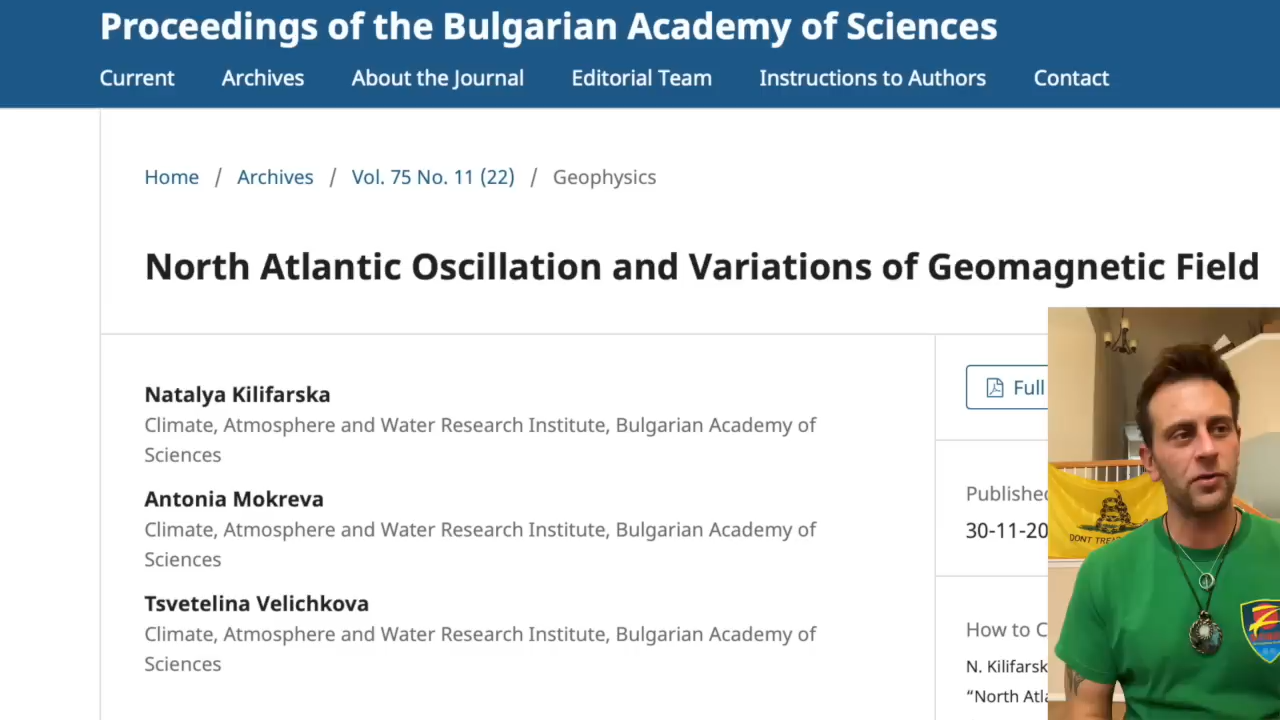 Proceedings of the Bulgarian Academy of Sciences
Current Archives About the Journal Editorial Team Instructions to Authors Contact
Home / Archives / Vol. 75 No. 11 (22) / Geophysics
North Atlantic Oscillation and Variations of Geomagnetic Field
Natalya Kilifarska
Climate, Atmosphere and Water Research Institute, Bulgarian Academy of
Sciences
Antonia Mokreva
Climate, Atmosphere and Water Research Institute, Bulgarian Academy of
Sciences
Tsvetelina Velichkova
Climate, Atmosphere and Water Research Institute, Bulgarian Academy of
Sciences
Full
Published
30-11-20
How to C
N. Kilifarsk
“North Atla
DONT TREA